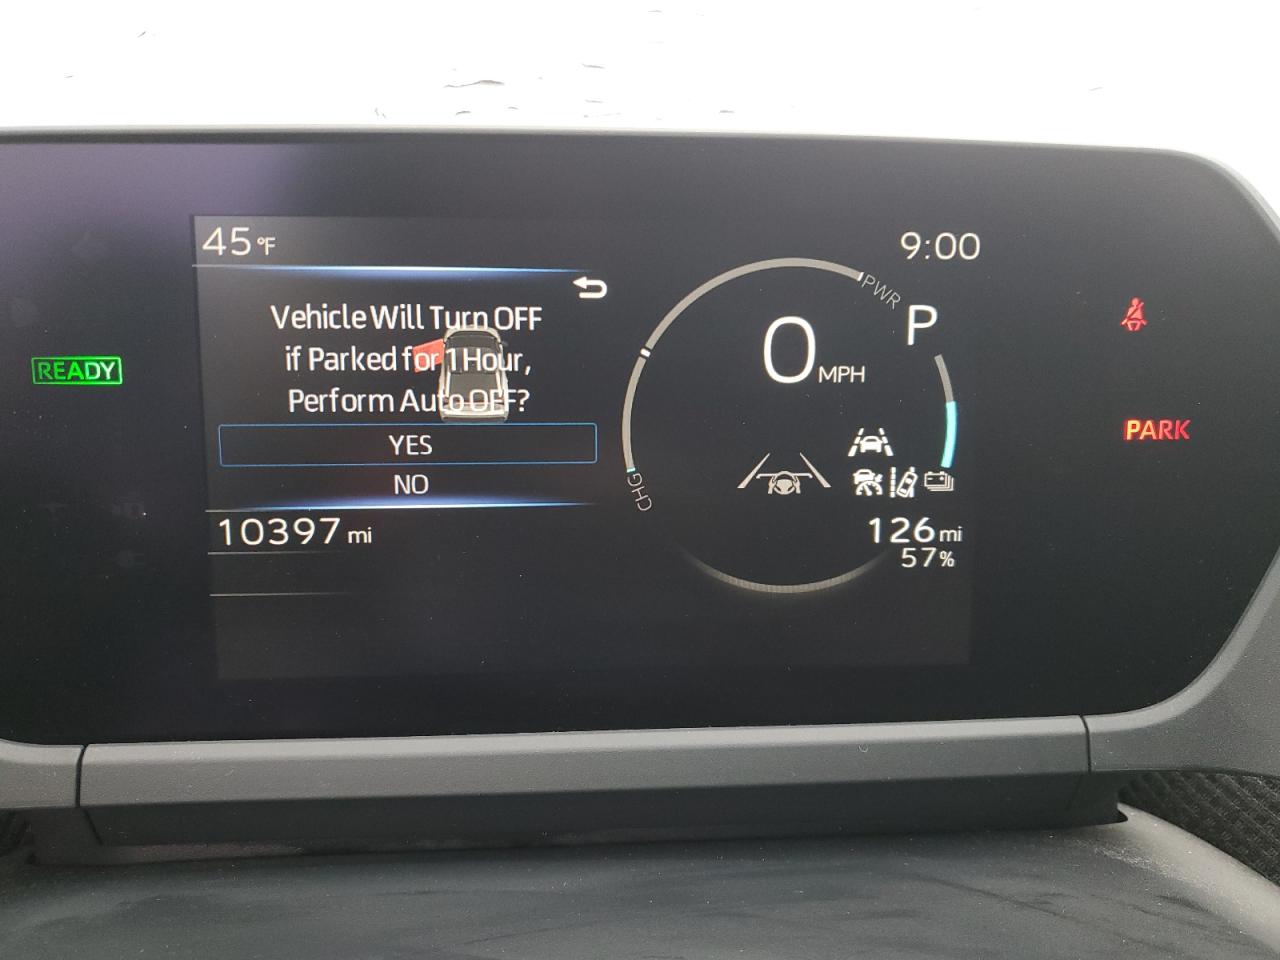 45 °F
9:00
Vehicle Will Turn OFF
if Parked for 1 Hour,
Perform Auto OFF?
YES
NO
10397 mi
READY
PWR
P
0 MPH
CHG
126 mi
57%
PARK